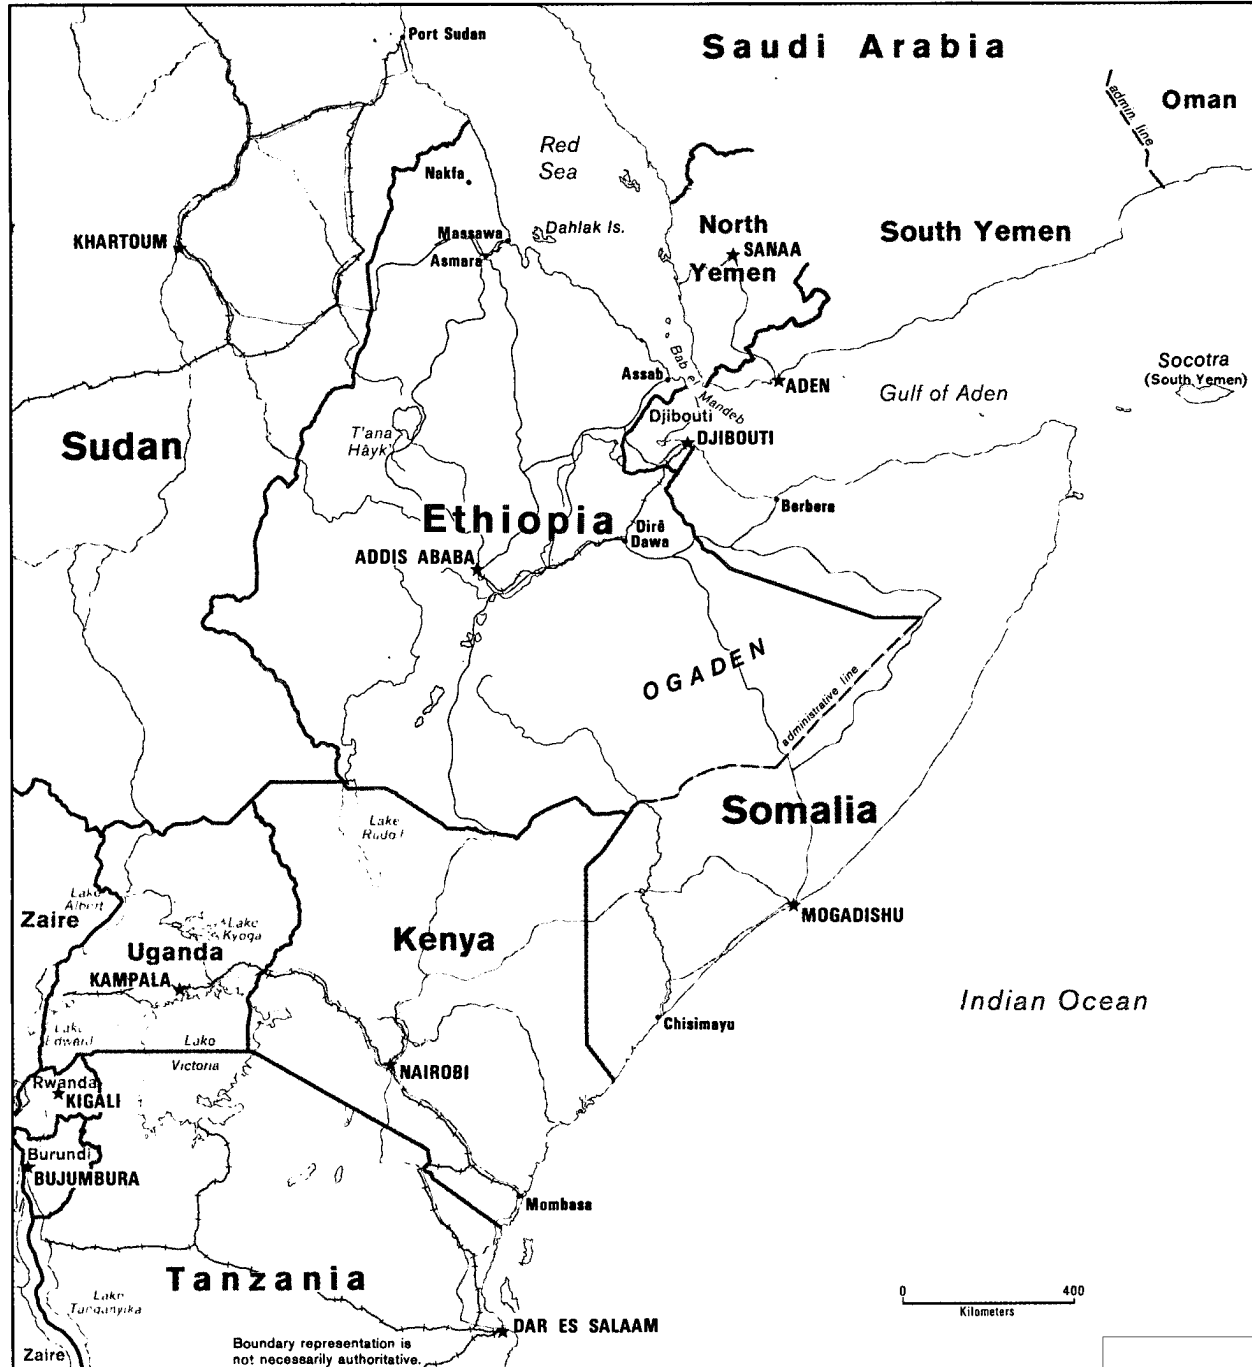 Port Sudan
Saudi Arabia
Oman
admin. line
Red
Sea
Nakfa
North
Yemen
SANAA
South Yemen
KHARTOUM
Massawa
Asmara
Dahlak Is.
Socotra
(South Yemen)
Assab
Bab el Mandeb
ADEN
Gulf of Aden
Djibouti
DJIBOUTI
Sudan
T'ana
Hāyk'
Berbera
Ethiopia
Dirē
Dawa
ADDIS ABABA
OGADEN
administrative line
Somalia
Lake
Rudolf
Lake
Albert
Zaire
Lake
Kyoga
Uganda
KAMPALA
Kenya
MOGADISHU
Indian Ocean
Lake
Edward
Lake
Victoria
Chisimayu
NAIROBI
Rwanda
KIGALI
Burundi
BUJUMBURA
Mombasa
Tanzania
Lake
Tanganyika
0 400
Kilometers
DAR ES SALAAM
Boundary representation is
not necessarily authoritative.
Zaire